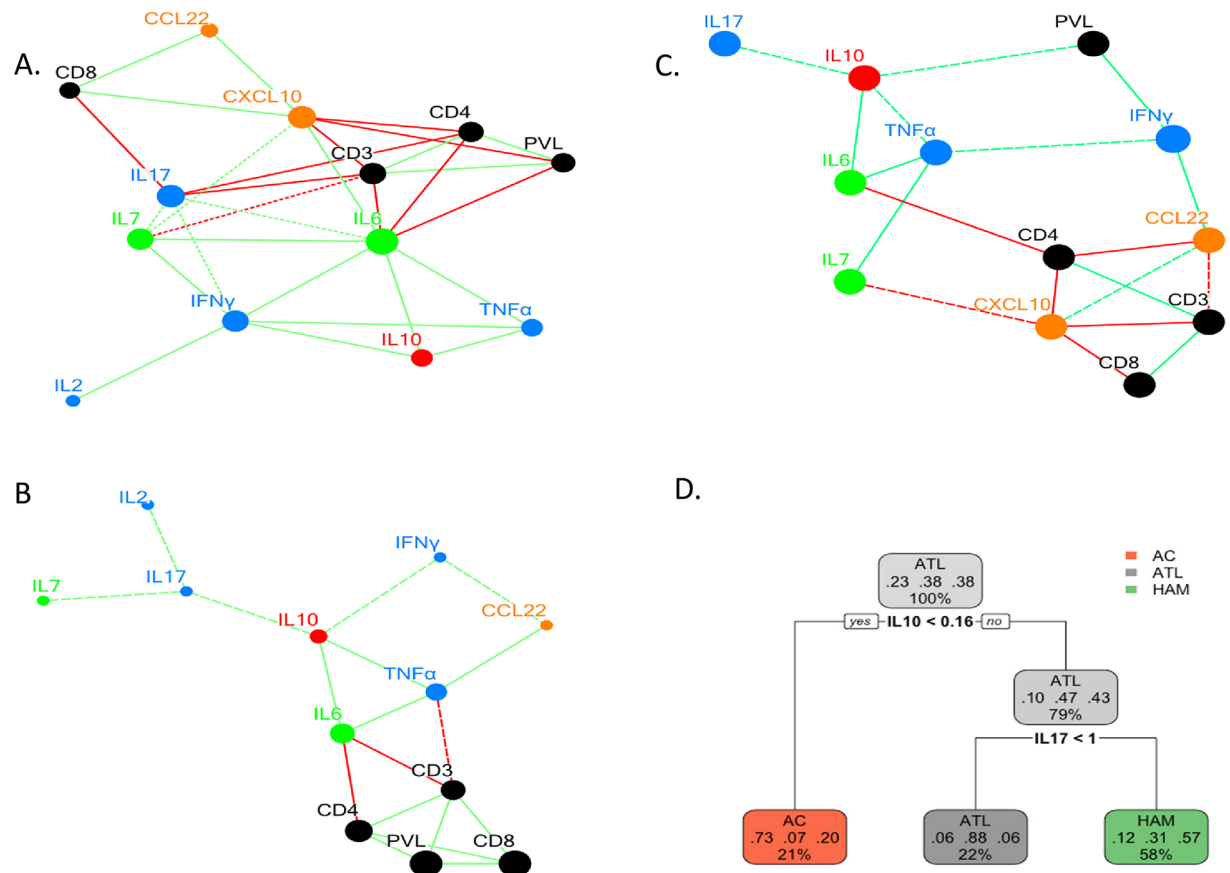 A.
CCL22
CD8
CXCL10
CD4
PVL
CD3
IL17
IL7
IL6
IFNγ
TNFα
IL10
IL2
C.
IL17
PVL
IL10
TNFα
IFNγ
IL6
CCL22
CD4
IL7
CXCL10
CD3
CD8
B
IL2
IFNγ
IL7
IL17
CCL22
IL10
TNFα
IL6
CD3
CD4
PVL
CD8
D.
AC
ATL
HAM
ATL
.23 .38 .38
100%
yes IL10 < 0.16 no
ATL
.10 .47 .43
79%
IL17 < 1
AC
.73 .07 .20
21%
ATL
.06 .88 .06
22%
HAM
.12 .31 .57
58%